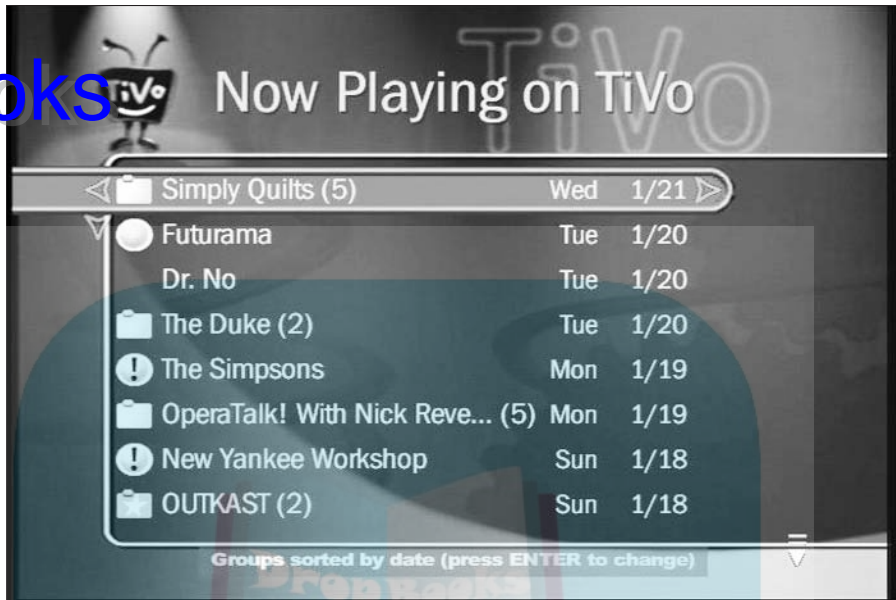 TiVo
oks
TiVo
Now Playing on TiVo
Simply Quilts (5) Wed 1/21
Futurama Tue 1/20
Dr. No Tue 1/20
The Duke (2) Tue 1/20
The Simpsons Mon 1/19
OperaTalk! With Nick Reve... (5) Mon 1/19
New Yankee Workshop Sun 1/18
OUTKAST (2) Sun 1/18
Groups sorted by date (press ENTER to change)
DropBooks